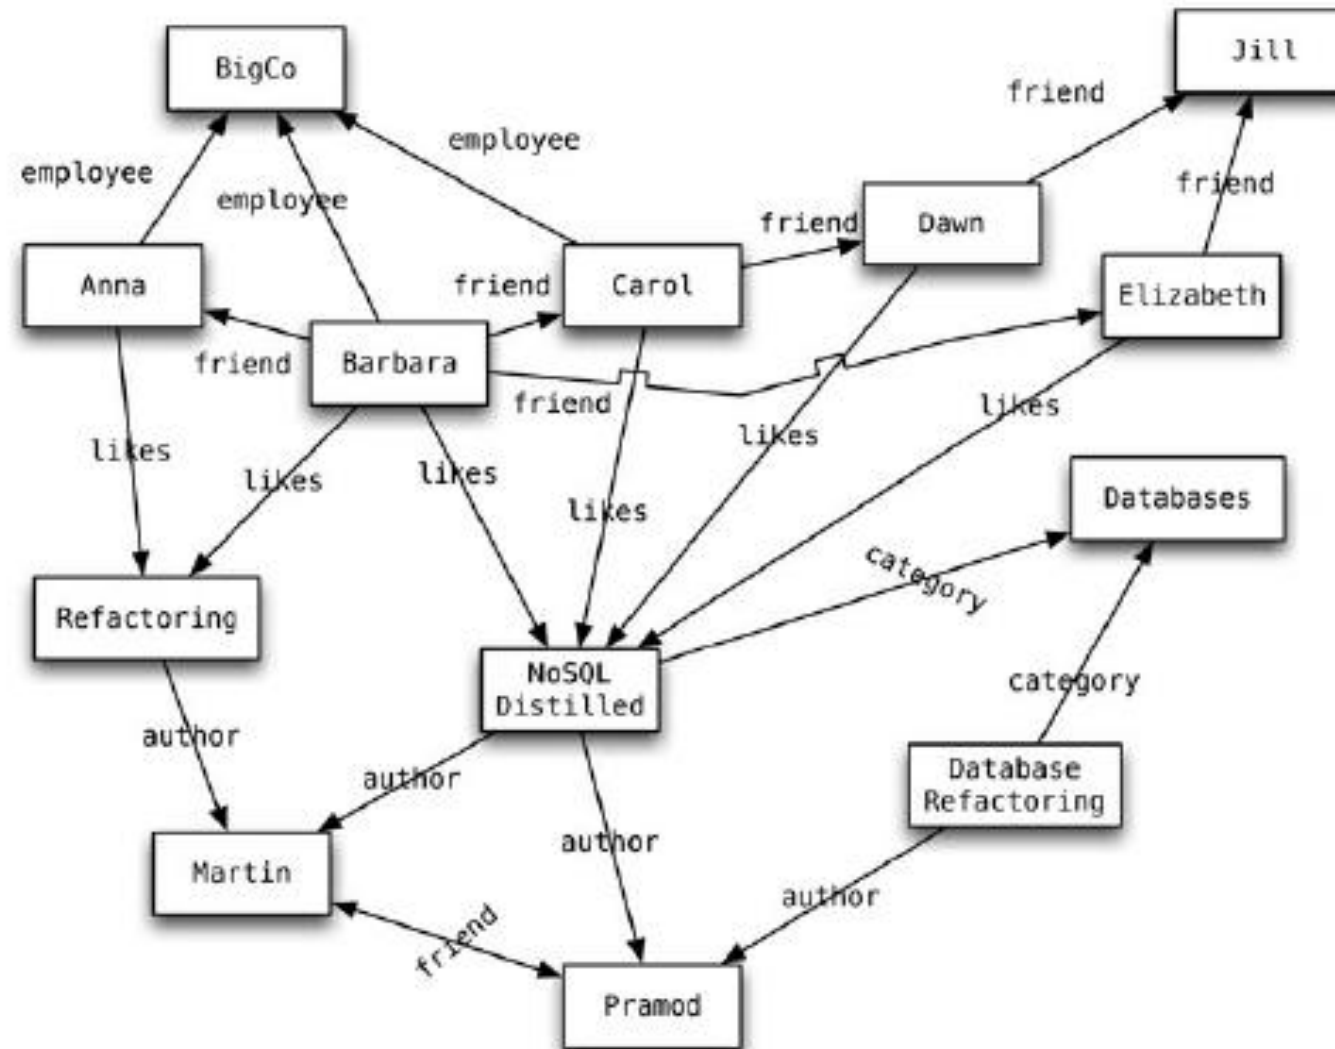 BigCo
Jill
friend
employee
employee
employee
friend
friend
Dawn
Anna
friend
Carol
Elizabeth
friend
Barbara
friend
likes
likes
likes
likes
likes
likes
Databases
category
Refactoring
NoSQL
Distilled
category
author
author
Database
Refactoring
author
Martin
author
friend
Pramod